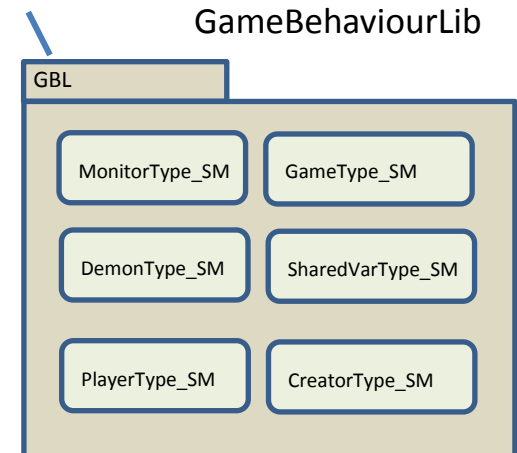 GameBehaviourLib
GBL
MonitorType_SM
GameType_SM
DemonType_SM
SharedVarType_SM
PlayerType_SM
CreatorType_SM